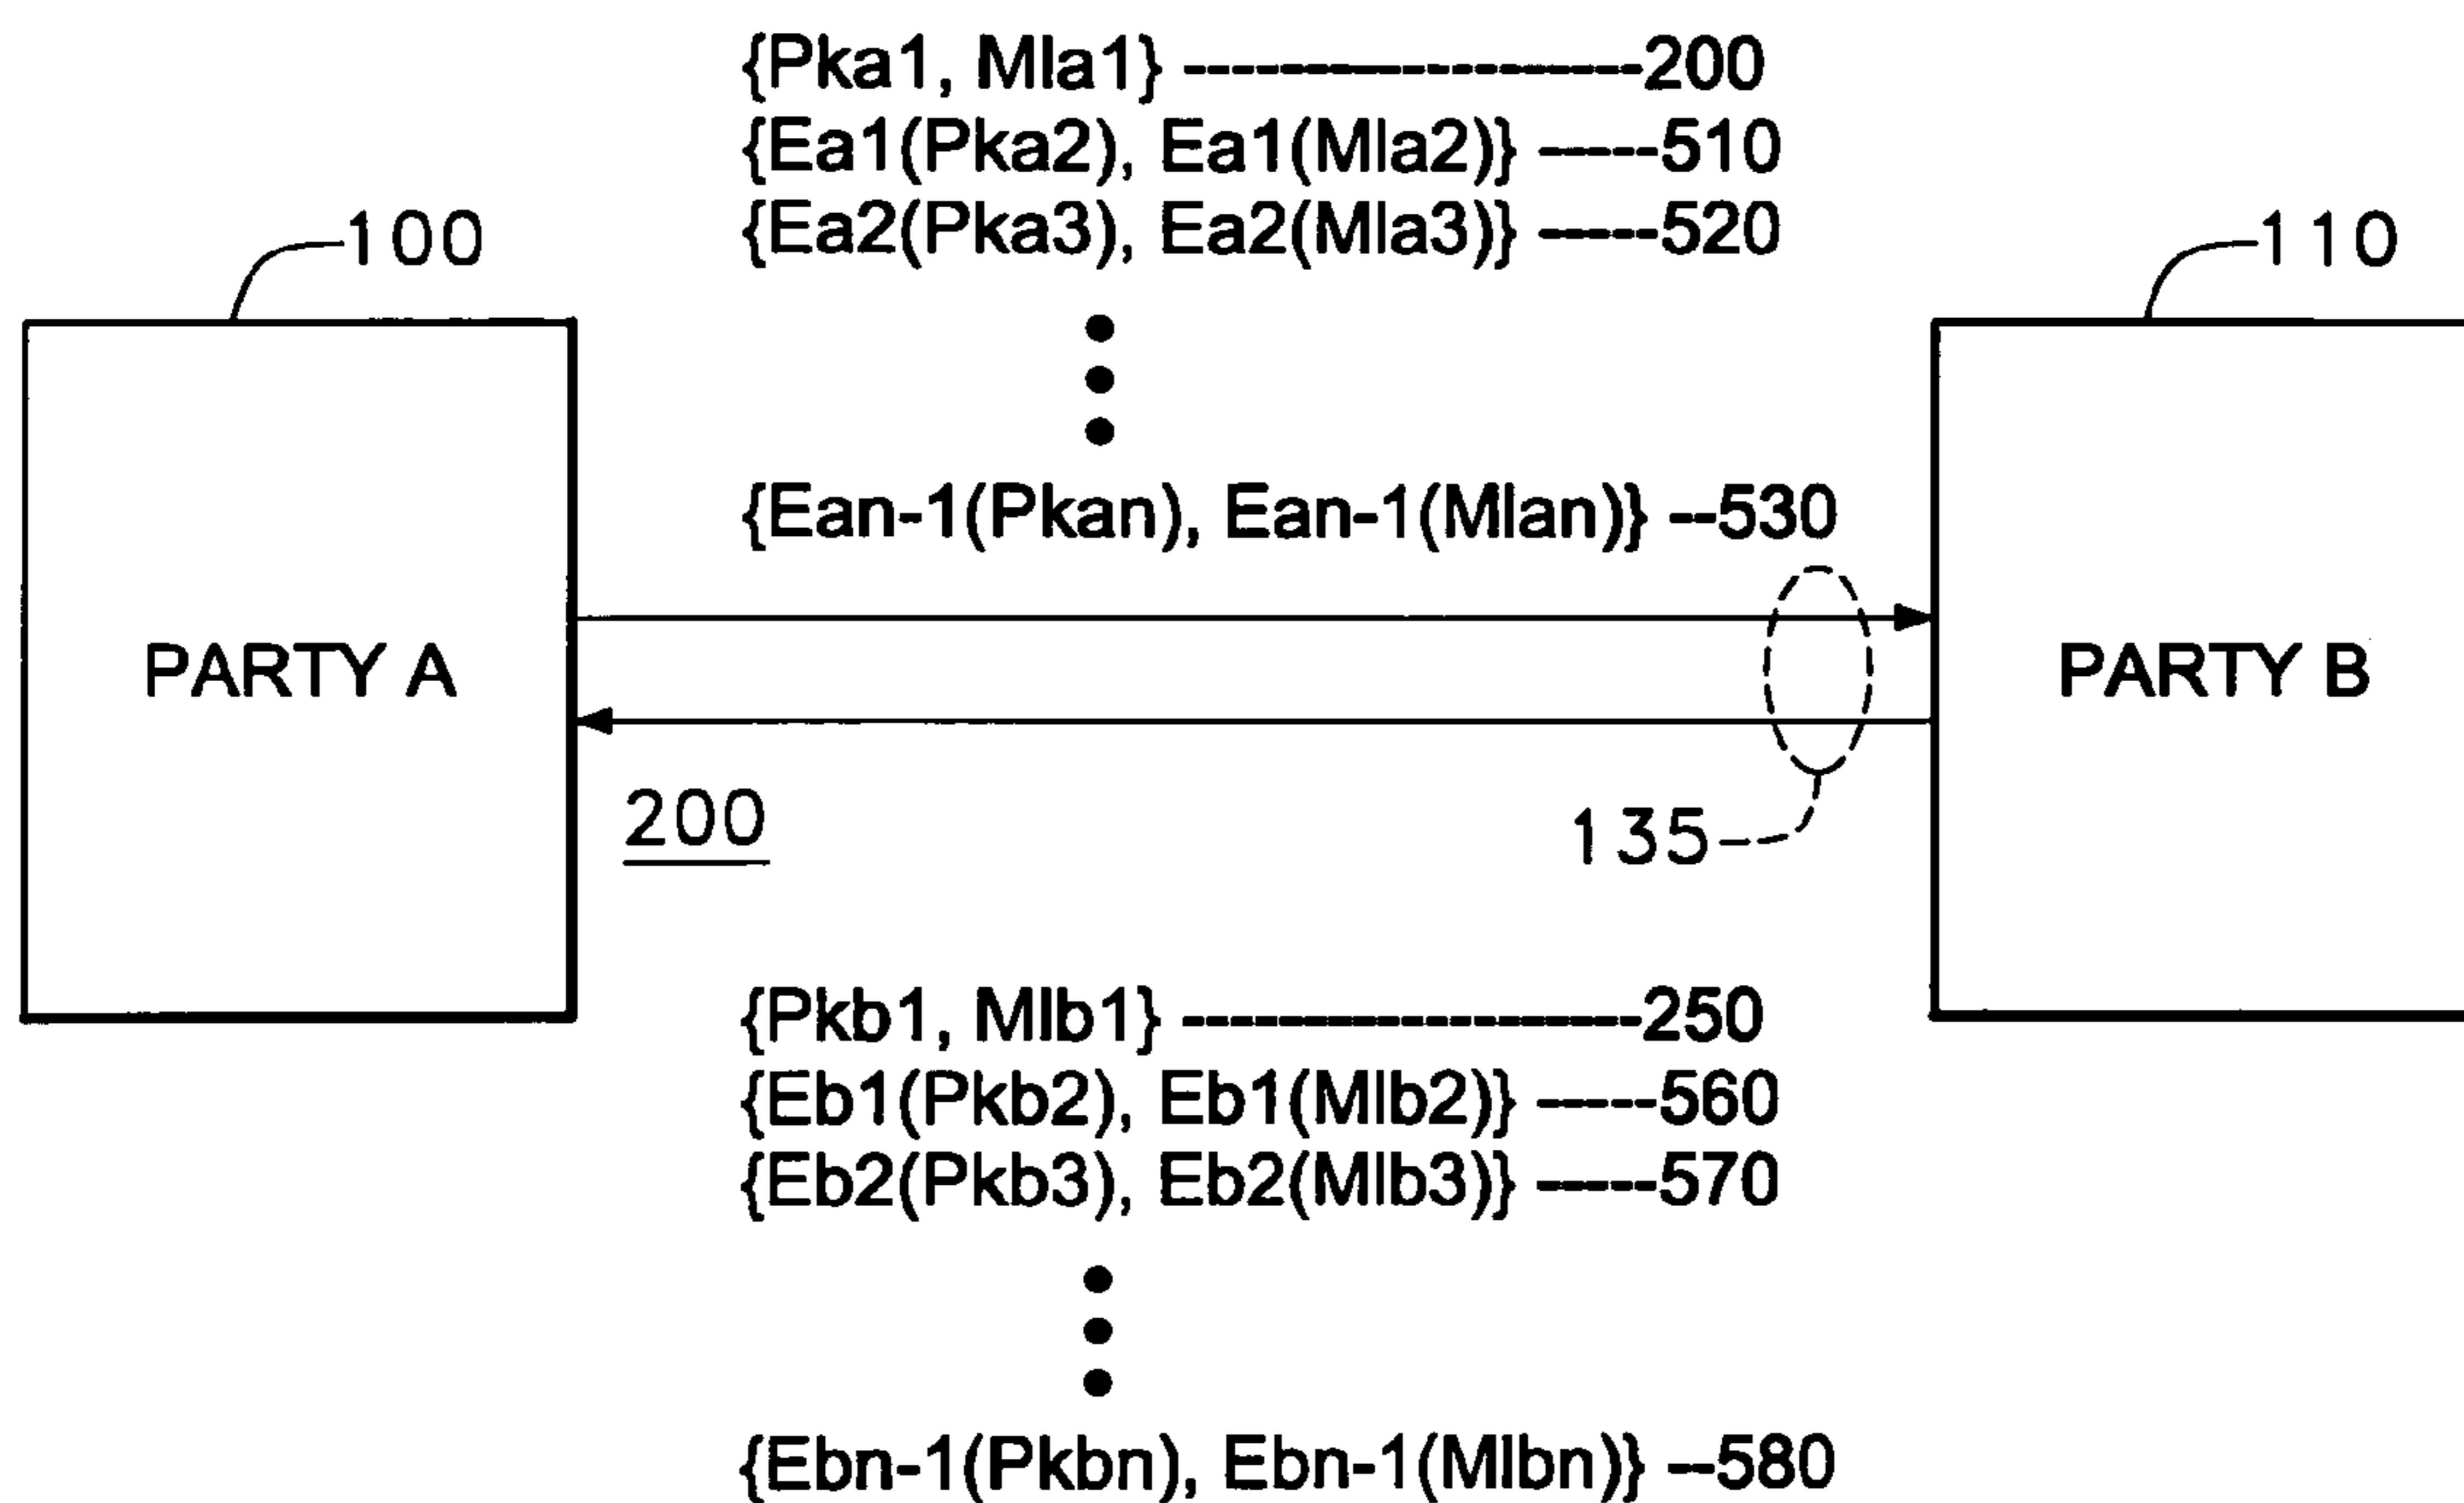 {Pka1, Mla1} -------------------200
{Ea1(Pka2), Ea1(Mla2)} -----510
{Ea2(Pka3), Ea2(Mla3)} -----520
100
110
{Ean-1(Pkan), Ean-1(Mlan)} --530
PARTY A
PARTY B
200
135
{Pkb1, Mlb1} -------------------250
{Eb1(Pkb2), Eb1(Mlb2)} -----560
{Eb2(Pkb3), Eb2(Mlb3)} -----570
{Ebn-1(Pkbn), Ebn-1(Mlbn)} --580